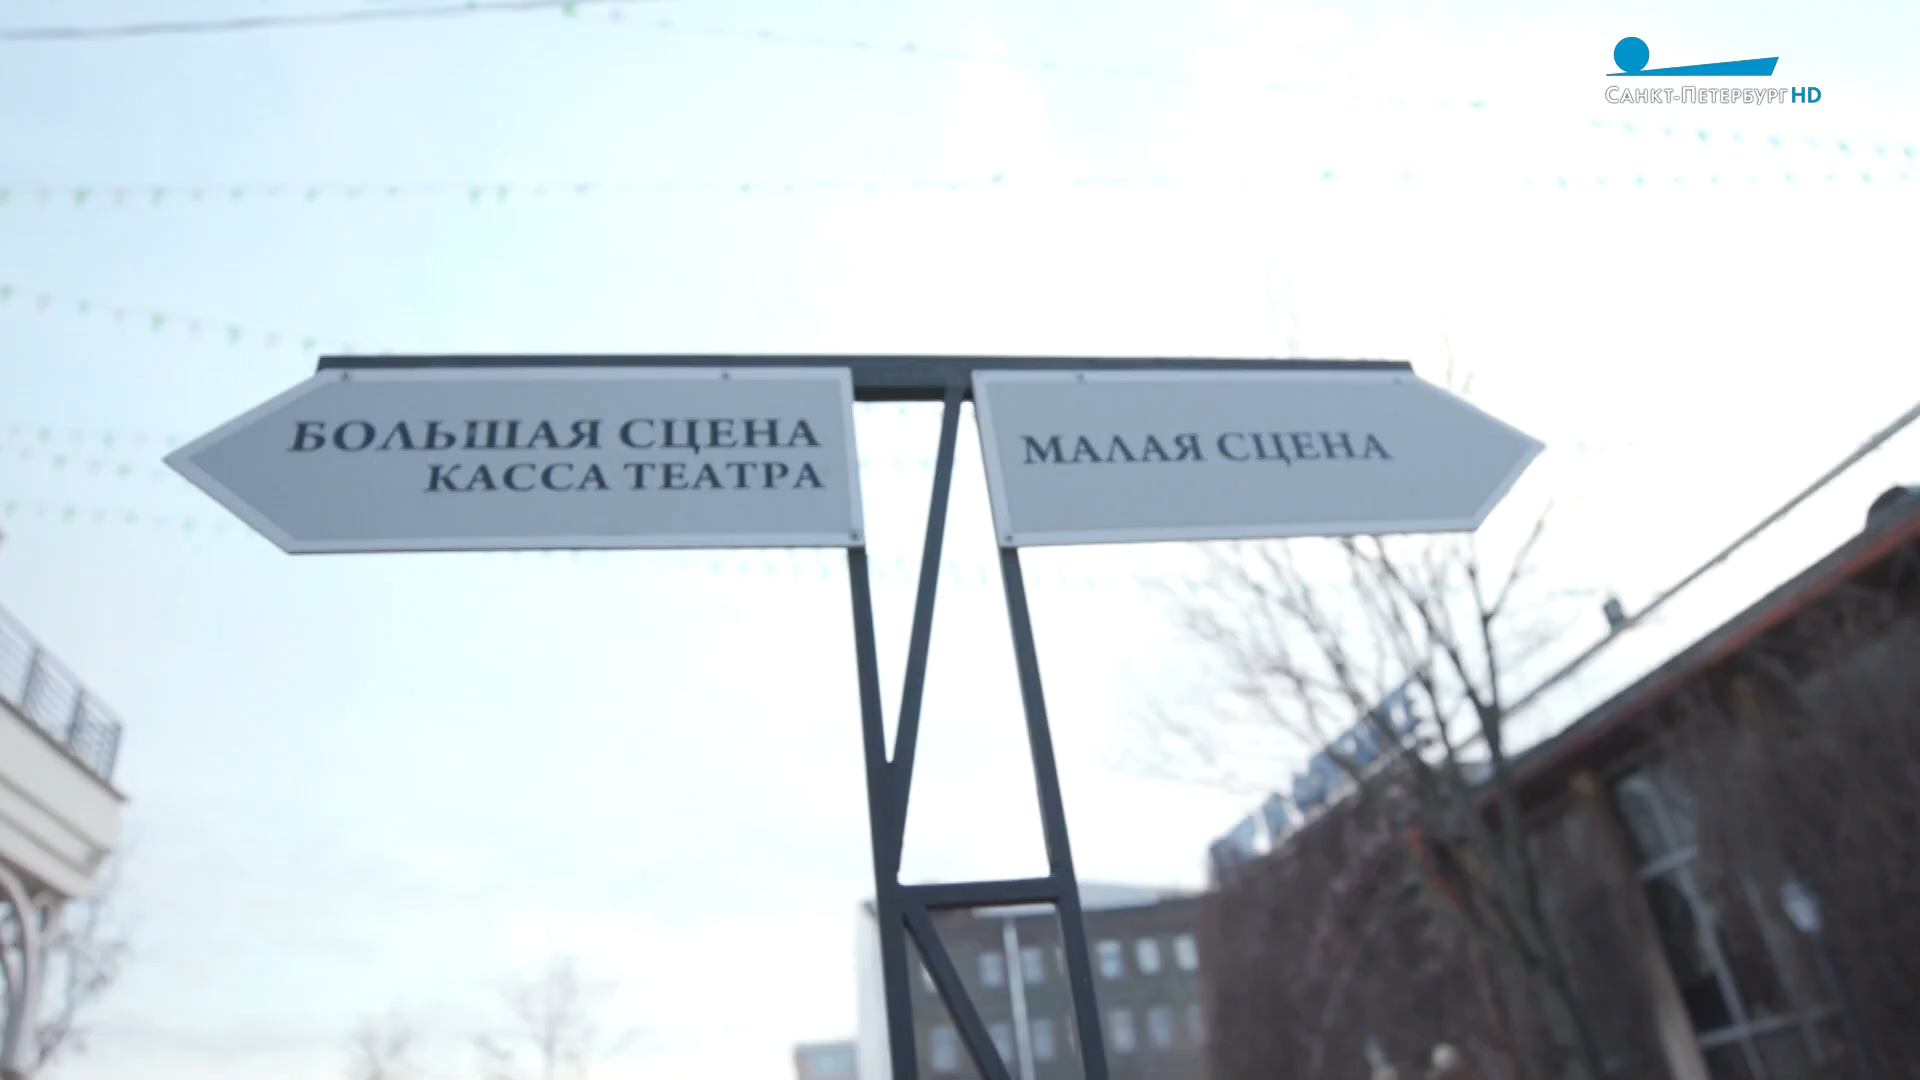 САНКТ-ПЕТЕРБУРГ HD
БОЛЬШАЯ СЦЕНА
КАССА ТЕАТРА
МАЛАЯ СЦЕНА